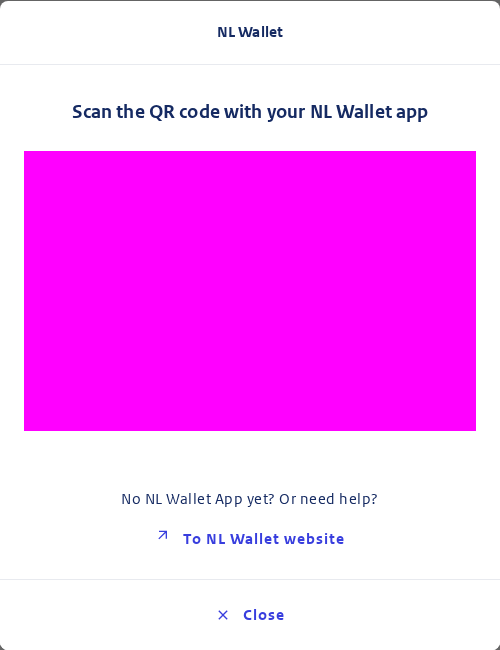 NL Wallet
Scan the QR code with your NL Wallet app
No NL Wallet App yet? Or need help?
To NL Wallet website
Close